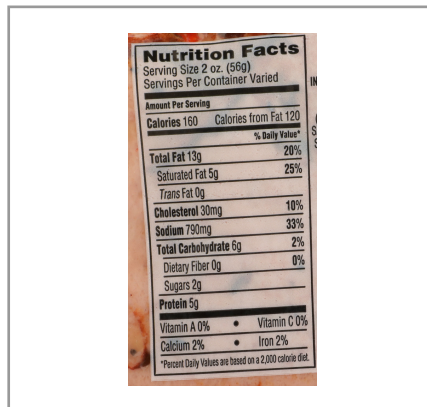 Nutrition Facts
Serving Size 2 oz. (56g)
Servings Per Container Varied
Amount Per Serving
Calories 160 Calories from Fat 120
% Daily Value*
Total Fat 13g 20%
Saturated Fat 5g 25%
Trans Fat 0g
Cholesterol 30mg 10%
Sodium 790mg 33%
Total Carbohydrate 6g 2%
Dietary Fiber 0g 0%
Sugars 2g
Protein 5g
Vitamin A 0% • Vitamin C 0%
Calcium 2% • Iron 2%
*Percent Daily Values are based on a 2,000 calorie diet.